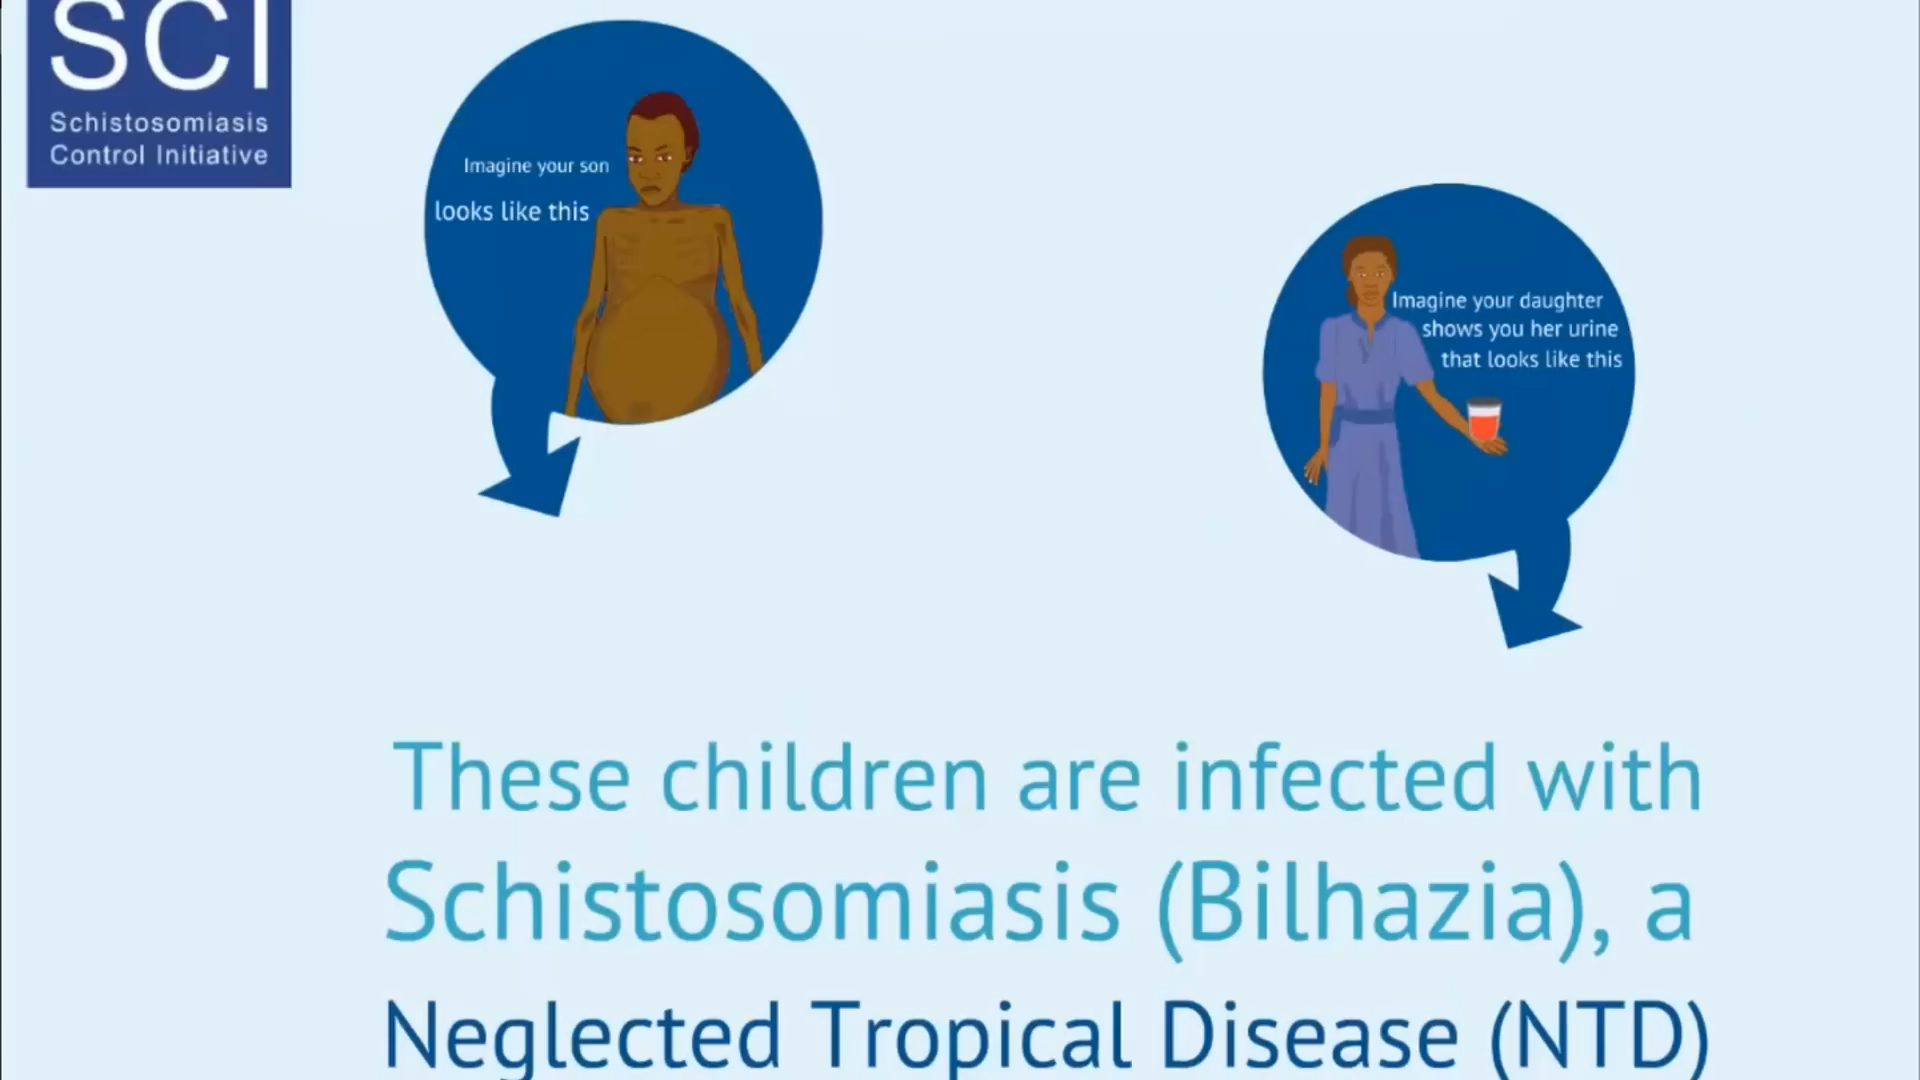 SCI
Schistosomiasis
Control Initiative
Imagine your son
looks like this
Imagine your daughter
shows you her urine
that looks like this
These children are infected with
Schistosomiasis (Bilhazia), a
Neglected Tropical Disease (NTD)